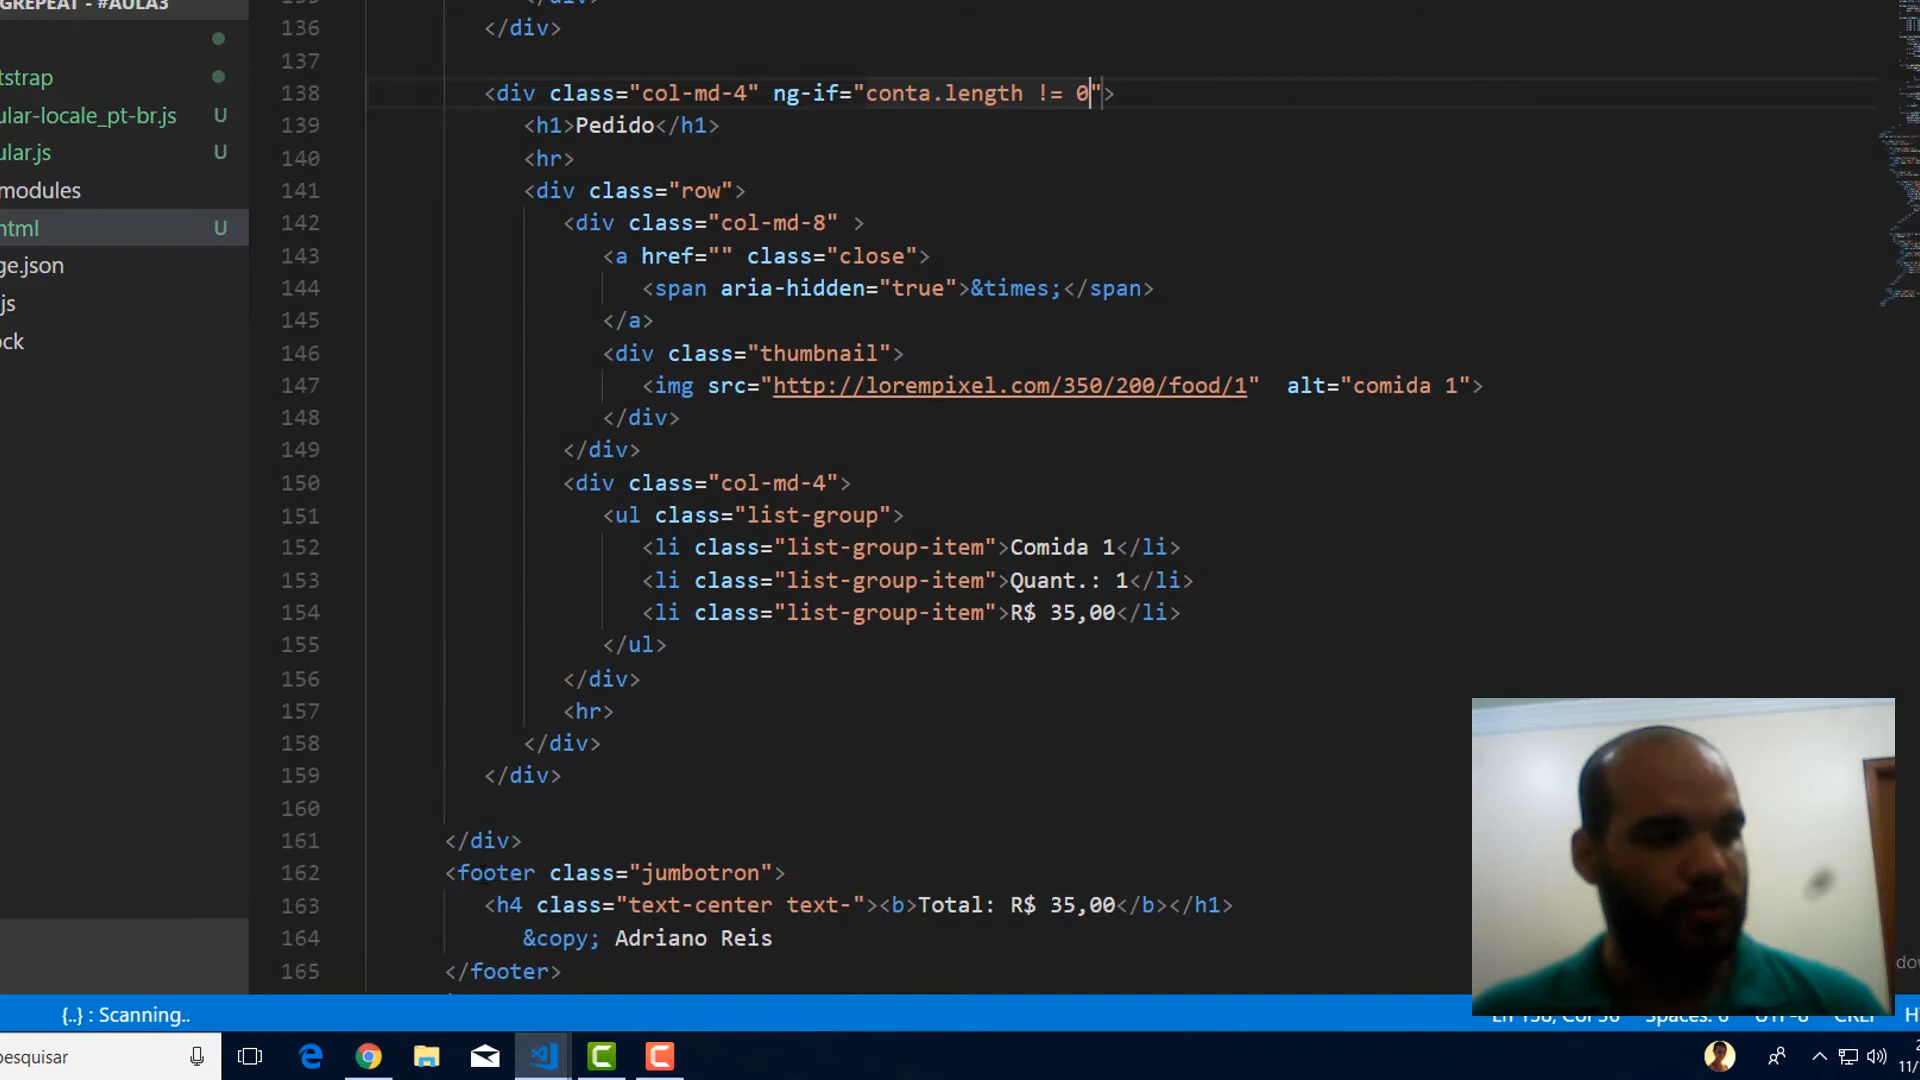 GREPEAT - #AULA3
tstrap
ular-locale_pt-br.js U
ular.js U
modules
html U
ge.json
js
ock
136 </div>
137
138 <div class="col-md-4" ng-if="conta.length != 0">
139 <h1>Pedido</h1>
140 <hr>
141 <div class="row">
142 <div class="col-md-8" >
143 <a href="" class="close">
144 <span aria-hidden="true">&times;</span>
145 </a>
146 <div class="thumbnail">
147 <img src="http://lorempixel.com/350/200/food/1"  alt="comida 1">
148 </div>
149 </div>
150 <div class="col-md-4">
151 <ul class="list-group">
152 <li class="list-group-item">Comida 1</li>
153 <li class="list-group-item">Quant.: 1</li>
154 <li class="list-group-item">R$ 35,00</li>
155 </ul>
156 </div>
157 <hr>
158 </div>
159 </div>
160
161 </div>
162 <footer class="jumbotron">
163 <h4 class="text-center text-"><b>Total: R$ 35,00</b></h1>
164 &copy; Adriano Reis
165 </footer>
{..} : Scanning..
pesquisar
11/